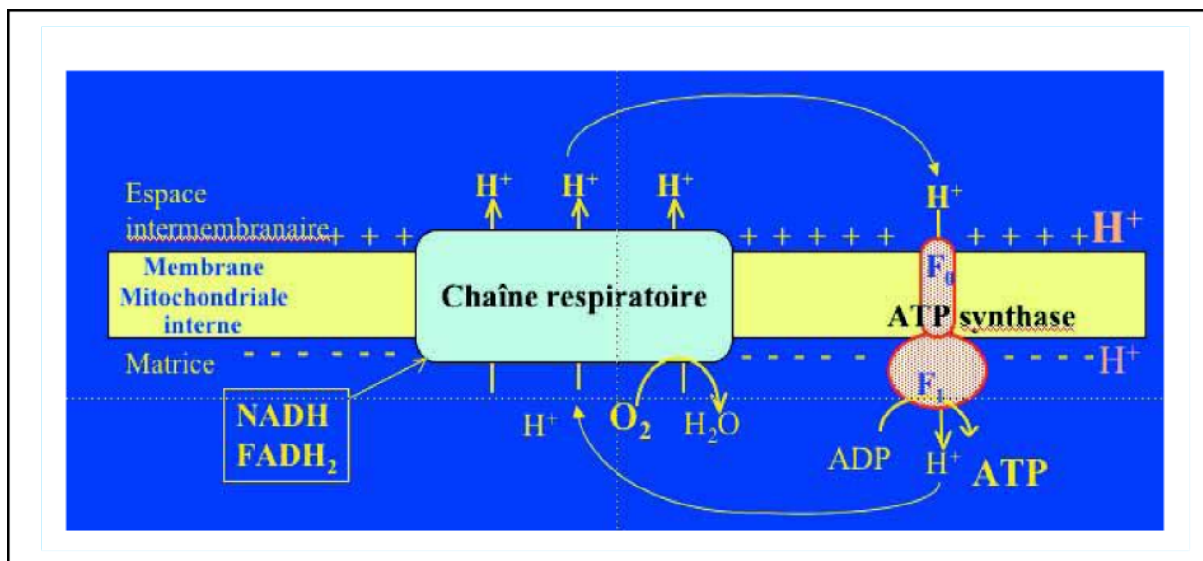 H⁺ H⁺ H⁺ H⁺
Espace
intermembranaire + + + + + + + + + + + + + + H⁺
Membrane
Mitochondriale
interne
Chaîne respiratoire
F₀
ATP synthase
Matrice - - - - - - - - - - - - - - - - - - H⁺
NADH
FADH₂
H⁺
O₂
H₂O
F₁
ADP
H⁺
ATP